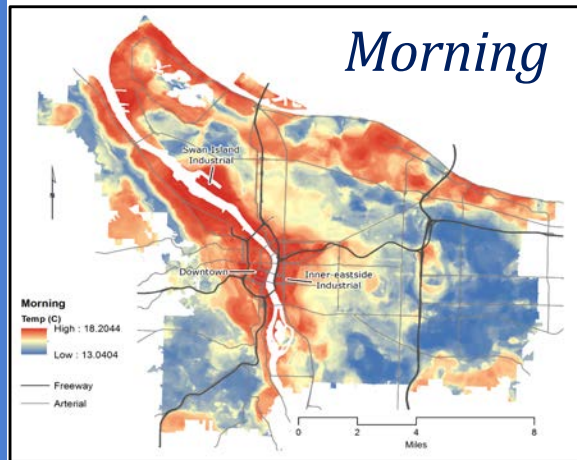 Morning
Swan Island
Industrial
Downtown
Inner-eastside
Industrial
N
Morning
Temp (C)
High : 18.2044
Low : 13.0404
Freeway
Arterial
0 2 4 8
Miles